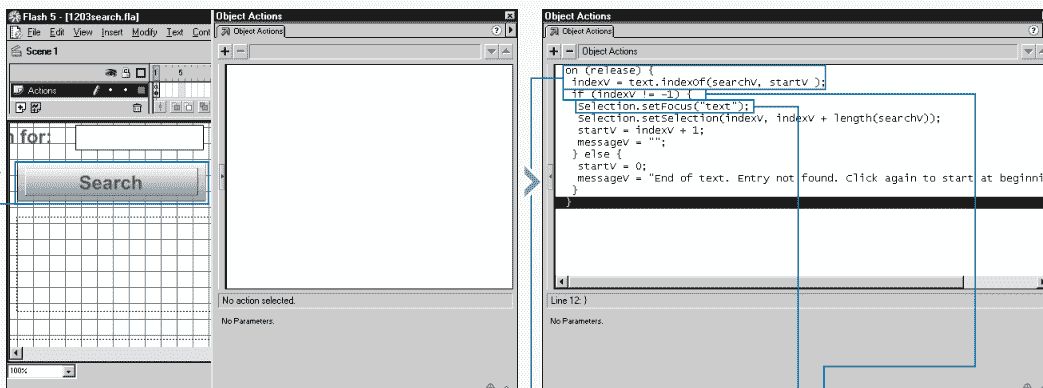 Flash 5 - [1203search.fla]
File Edit View Insert Modify Text Cont
Scene 1
1 5
Actions
n for:
Search
100%
Object Actions
Object Actions
No action selected.
No Parameters.
Object Actions
Object Actions
Object Actions
on (release) {
indexV = text.indexOf(searchV, startV );
if (indexV != -1) {
Selection.setFocus("text");
Selection.setSelection(indexV, indexV + length(searchV));
startV = indexV + 1;
messageV = "";
} else {
startV = 0;
messageV = "End of text. Entry not found. Click again to start at beginni
}
}
Line 12: }
No Parameters.